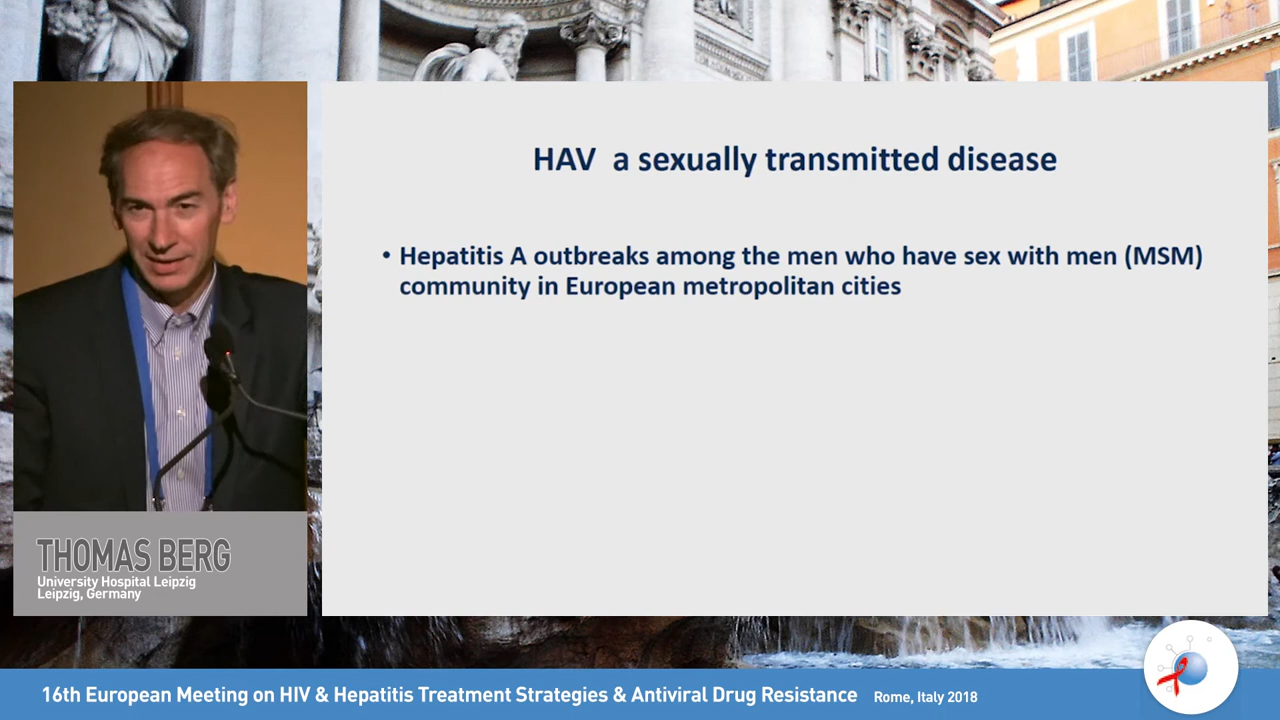 HAV a sexually transmitted disease
• Hepatitis A outbreaks among the men who have sex with men (MSM)
community in European metropolitan cities
THOMAS BERG
University Hospital Leipzig
Leipzig, Germany
16th European Meeting on HIV & Hepatitis Treatment Strategies & Antiviral Drug Resistance Rome, Italy 2018